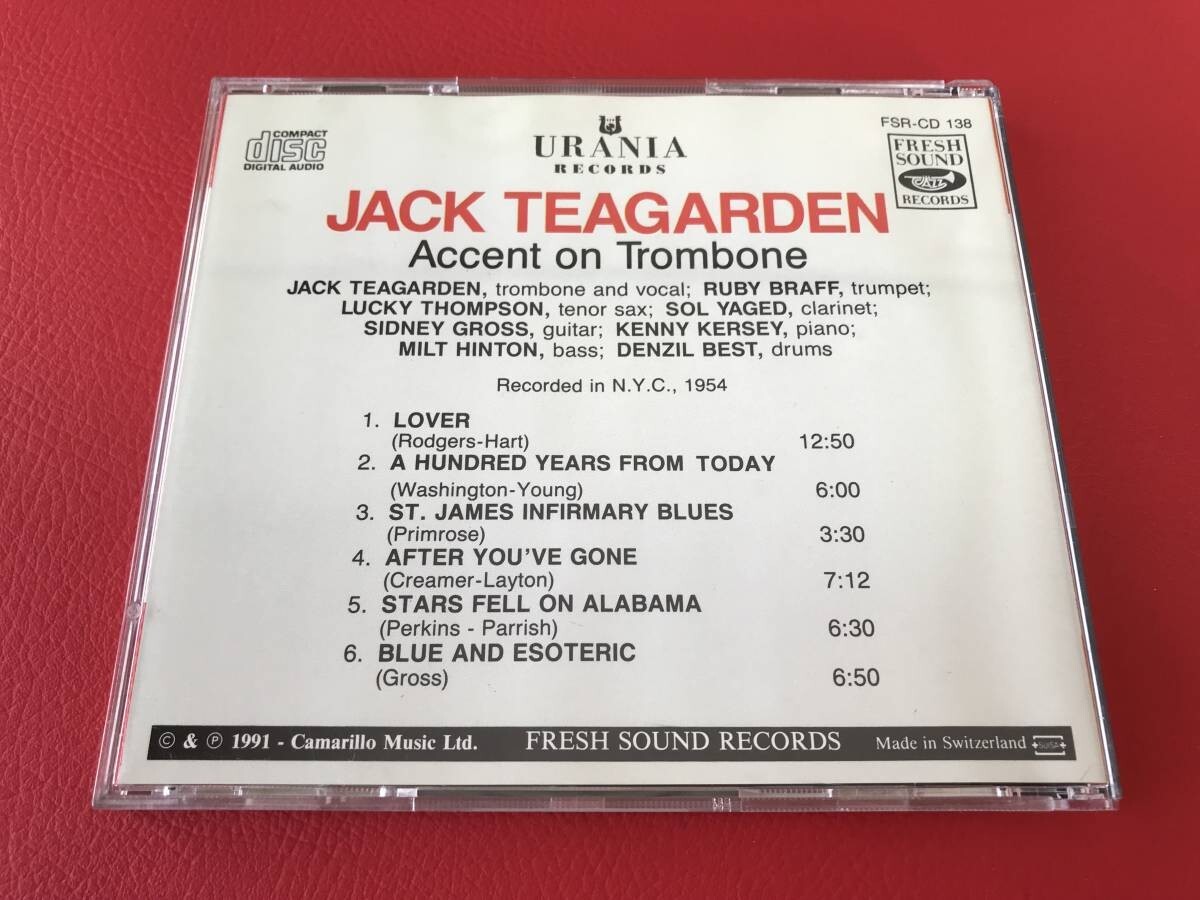 COMPACT
disc
DIGITAL AUDIO
URANIA
RECORDS
FSR-CD 138
FRESH
SOUND
JAZZ
RECORDS
JACK TEAGARDEN
Accent on Trombone
JACK TEAGARDEN, trombone and vocal; RUBY BRAFF, trumpet;
LUCKY THOMPSON, tenor sax; SOL YAGED, clarinet;
SIDNEY GROSS, guitar; KENNY KERSEY, piano;
MILT HINTON, bass; DENZIL BEST, drums
Recorded in N.Y.C., 1954
1. LOVER
(Rodgers-Hart) 12:50
2. A HUNDRED YEARS FROM TODAY
(Washington-Young) 6:00
3. ST. JAMES INFIRMARY BLUES
(Primrose) 3:30
4. AFTER YOU'VE GONE
(Creamer-Layton) 7:12
5. STARS FELL ON ALABAMA
(Perkins - Parrish) 6:30
6. BLUE AND ESOTERIC
(Gross) 6:50
© & ℗ 1991 - Camarillo Music Ltd. FRESH SOUND RECORDS Made in Switzerland SUISA